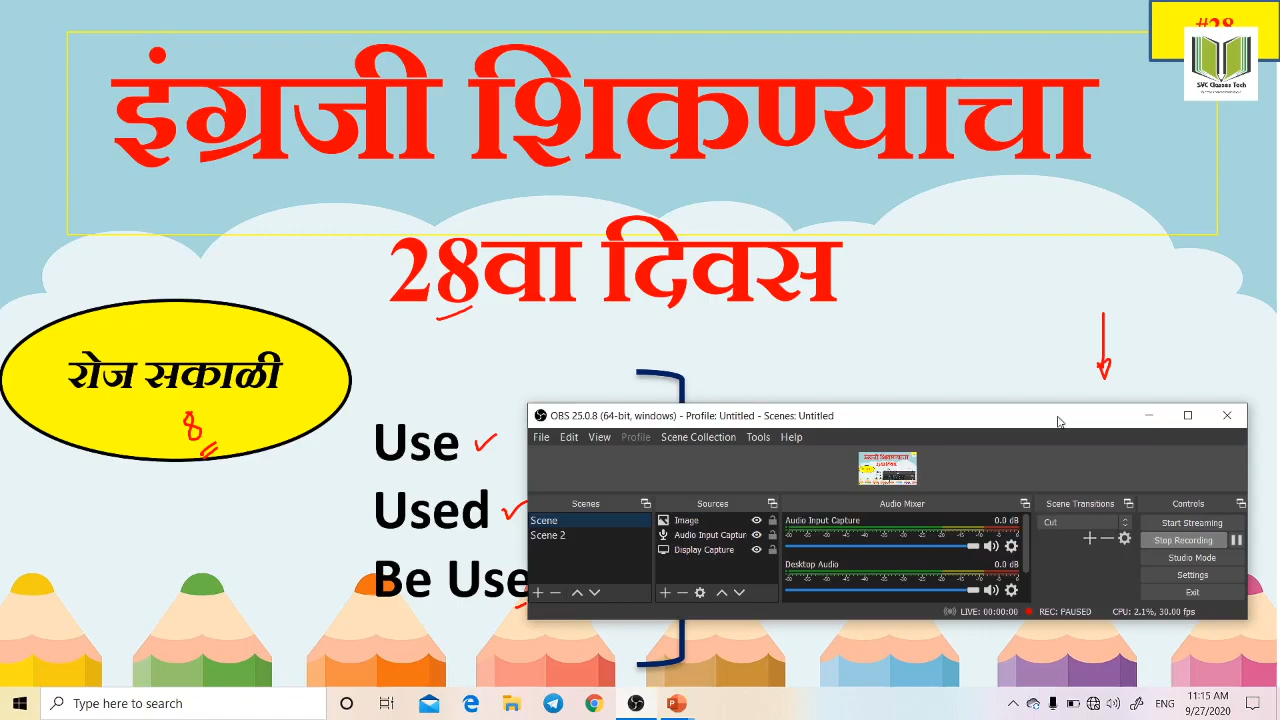 #28
SVC Classes Tech
इंग्रजी शिकण्याचा
28वा दिवस
रोज सकाळी
8
Use
Used
Be Use
OBS 25.0.8 (64-bit, windows) - Profile: Untitled - Scenes: Untitled
File Edit View Profile Scene Collection Tools Help
Scenes Sources Audio Mixer Scene Transitions Controls
Scene
Scene 2
Image
Audio Input Captur
Display Capture
Audio Input Capture 0.0 dB
Desktop Audio 0.0 dB
Cut
Start Streaming
Stop Recording
Studio Mode
Settings
Exit
LIVE: 00:00:00 REC: PAUSED CPU: 2.1%, 30.00 fps
Type here to search
ENG
11:15 AM
9/27/2020